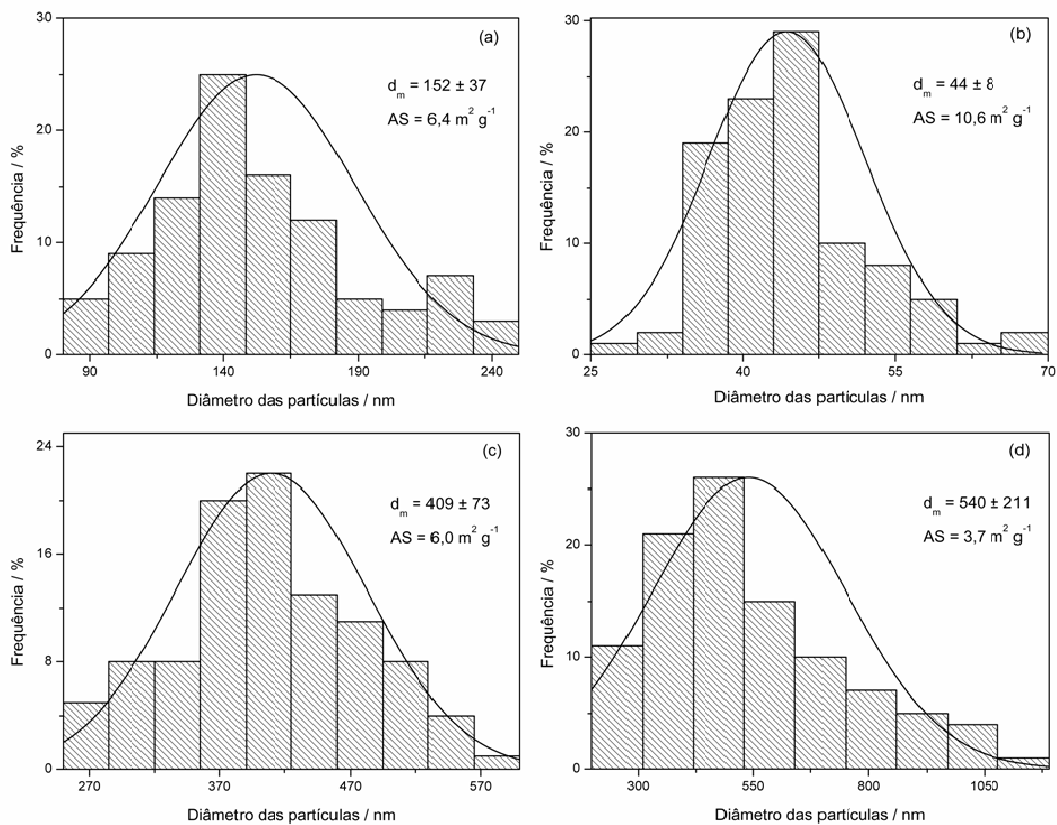 (a)
d_m = 152 ± 37
AS = 6,4 m² g⁻¹
Frequência / %
30
20
10
0
90 140 190 240
Diâmetro das partículas / nm
(b)
d_m = 44 ± 8
AS = 10,6 m² g⁻¹
Frequência / %
30
20
10
0
25 40 55 70
Diâmetro das partículas / nm
(c)
d_m = 409 ± 73
AS = 6,0 m² g⁻¹
Frequência / %
24
16
8
0
270 370 470 570
Diâmetro das partículas / nm
(d)
d_m = 540 ± 211
AS = 3,7 m² g⁻¹
Frequência / %
30
20
10
0
300 550 800 1050
Diâmetro das partículas / nm